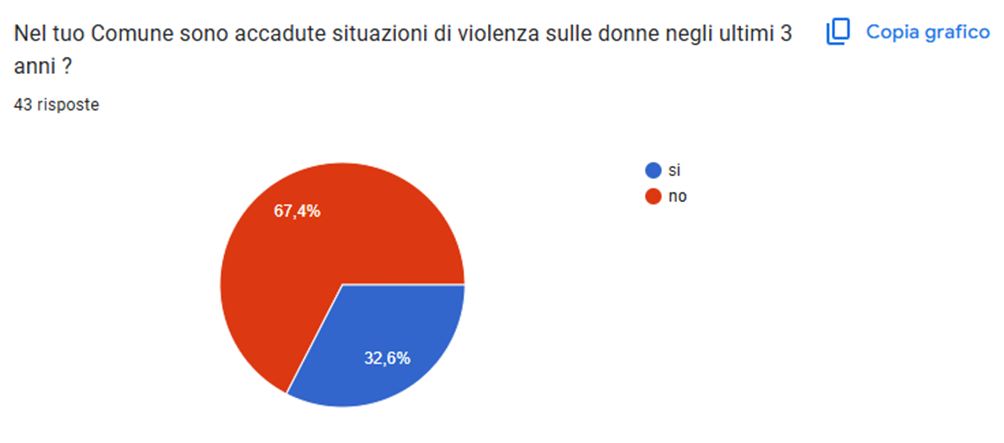 Nel tuo Comune sono accadute situazioni di violenza sulle donne negli ultimi 3
anni ?
Copia grafico
43 risposte
si
no
67,4%
32,6%